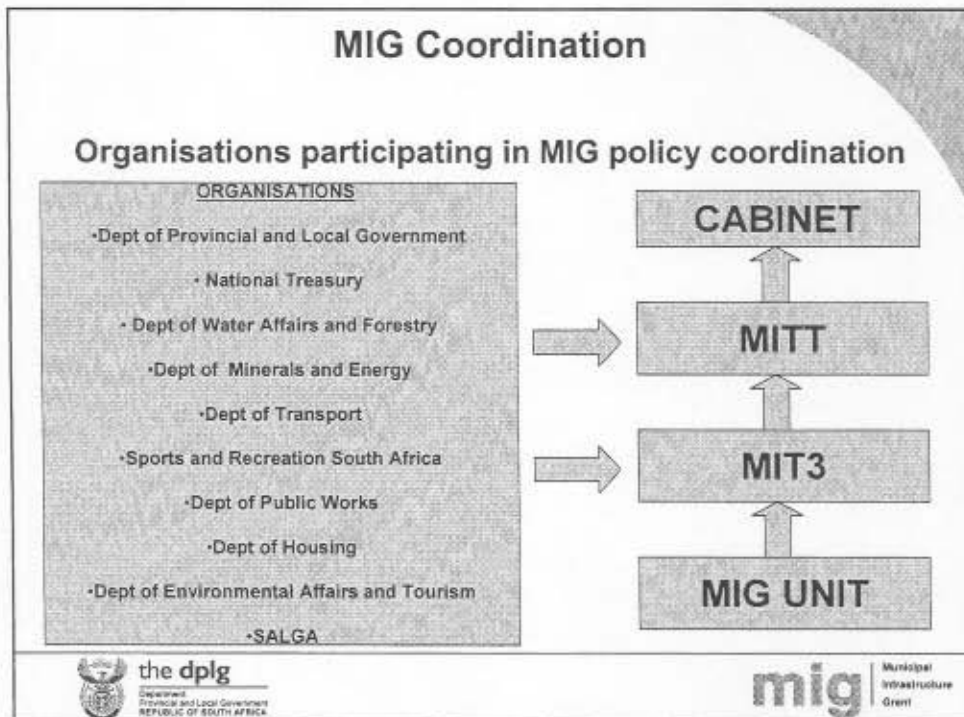 MIG Coordination
Organisations participating in MIG policy coordination
ORGANISATIONS
•Dept of Provincial and Local Government
• National Treasury
• Dept of Water Affairs and Forestry
•Dept of Minerals and Energy
•Dept of Transport
•Sports and Recreation South Africa
•Dept of Public Works
•Dept of Housing
•Dept of Environmental Affairs and Tourism
•SALGA
CABINET
MITT
MIT3
MIG UNIT
the dplg
Department
Provincial and Local Government
REPUBLIC OF SOUTH AFRICA
mig
Municipal
Infrastructure
Grant